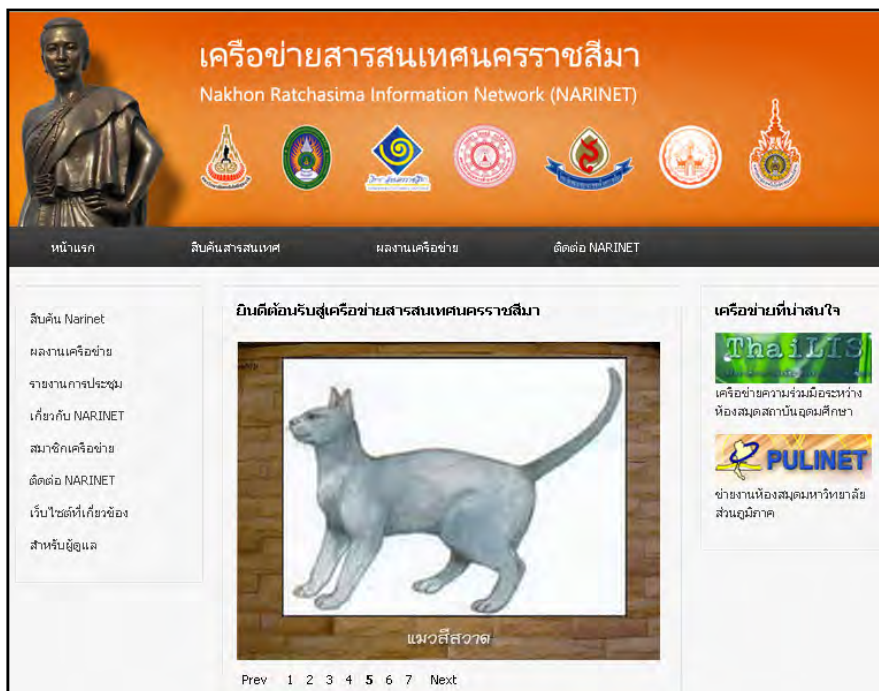 เครือข่ายสารสนเทศนครราชสีมา
Nakhon Ratchasima Information Network (NARINET)
หน้าแรก
สืบค้นสารสนเทศ
ผลงานเครือข่าย
ติดต่อ NARINET
สืบค้น Narinet
ผลงานเครือข่าย
รายงานการประชุม
เกี่ยวกับ NARINET
สมาชิกเครือข่าย
ติดต่อ NARINET
เว็บไซต์ที่เกี่ยวข้อง
สำหรับผู้ดูแล
ยินดีต้อนรับสู่เครือข่ายสารสนเทศนครราชสีมา
แมวสีสวาด
Prev 1 2 3 4 5 6 7 Next
เครือข่ายที่น่าสนใจ
ThaiLIS
เครือข่ายความร่วมมือระหว่าง
ห้องสมุดสถาบันอุดมศึกษา
PULINET
ข่ายงานห้องสมุดมหาวิทยาลัย
ส่วนภูมิภาค